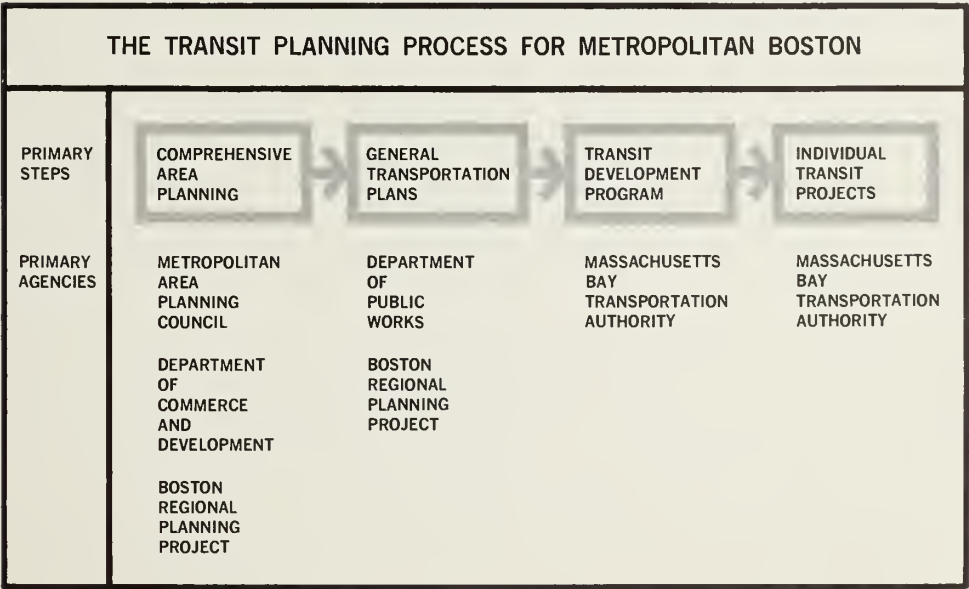 THE TRANSIT PLANNING PROCESS FOR METROPOLITAN BOSTON
PRIMARY
STEPS
COMPREHENSIVE
AREA
PLANNING
GENERAL
TRANSPORTATION
PLANS
TRANSIT
DEVELOPMENT
PROGRAM
INDIVIDUAL
TRANSIT
PROJECTS
PRIMARY
AGENCIES
METROPOLITAN
AREA
PLANNING
COUNCIL
DEPARTMENT
OF
COMMERCE
AND
DEVELOPMENT
BOSTON
REGIONAL
PLANNING
PROJECT
DEPARTMENT
OF
PUBLIC
WORKS
BOSTON
REGIONAL
PLANNING
PROJECT
MASSACHUSETTS
BAY
TRANSPORTATION
AUTHORITY
MASSACHUSETTS
BAY
TRANSPORTATION
AUTHORITY